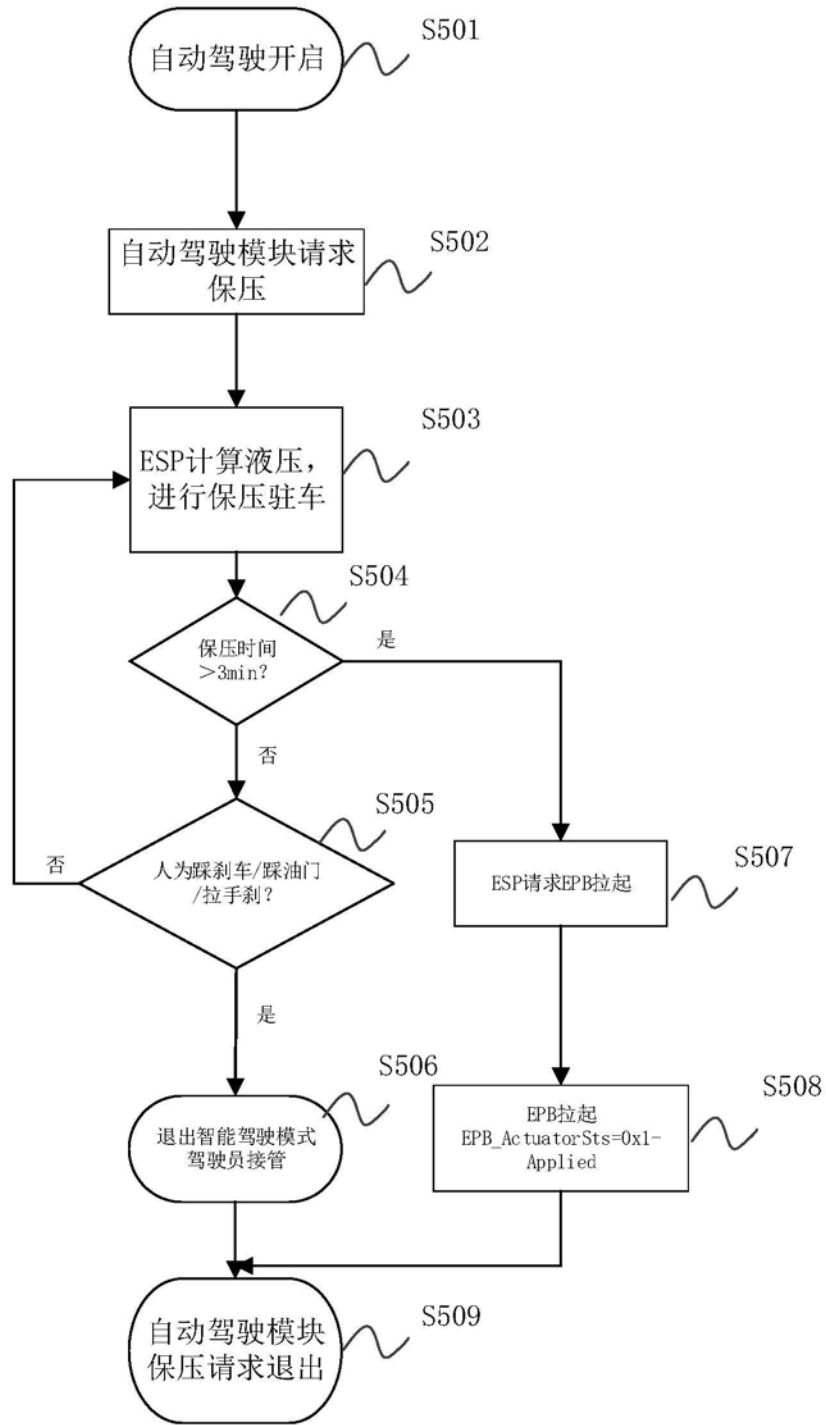 自动驾驶开启
S501
自动驾驶模块请求
保压
S502
ESP计算液压，
进行保压驻车
S503
S504
保压时间
＞3min？
是
否
S505
人为踩刹车/踩油门
/拉手刹？
否
ESP请求EPB拉起
S507
是
S506
退出智能驾驶模式
驾驶员接管
EPB拉起
EPB_ActuatorSts=0x1-
Applied
S508
自动驾驶模块
保压请求退出
S509